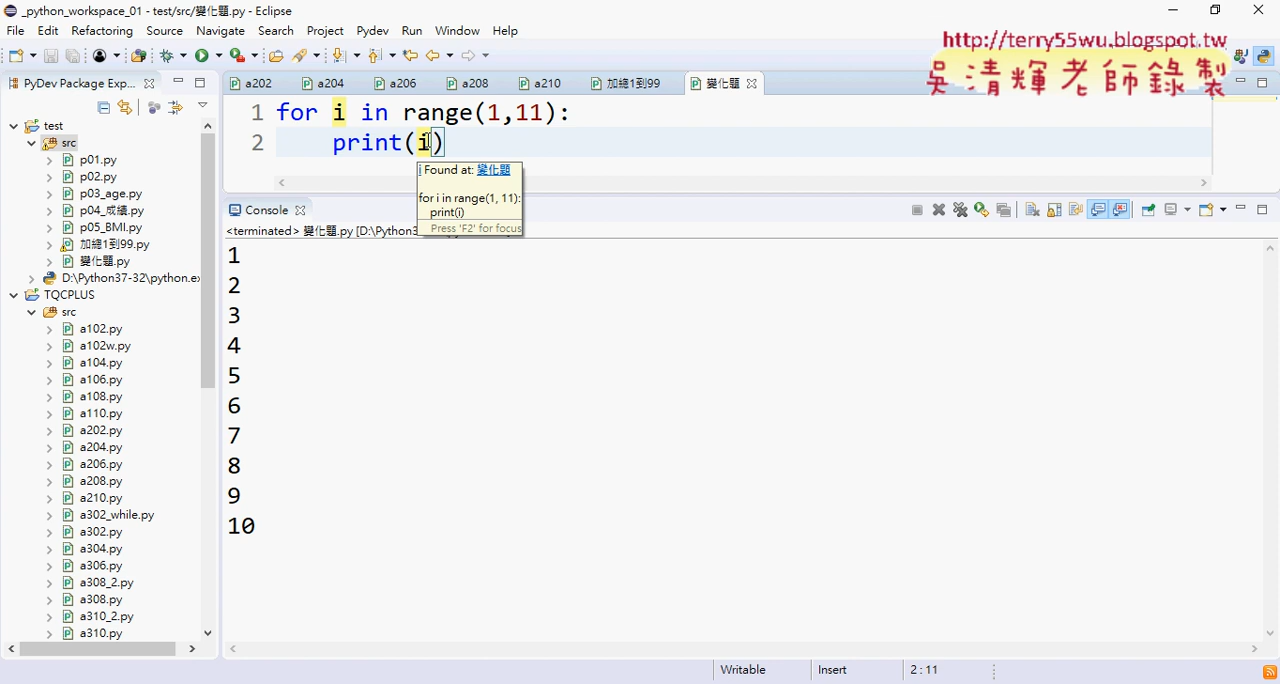 _python_workspace_01 - test/src/變化題.py - Eclipse
File Edit Refactoring Source Navigate Search Project Pydev Run Window Help
http://terry55wu.blogspot.tw
吳清輝老師錄製
PyDev Package Exp...
a202 a204 a206 a208 a210 加總1到99 變化題
test
src
p01.py
p02.py
p03_age.py
p04_成績.py
p05_BMI.py
加總1到99.py
變化題.py
D:\Python37-32\python.ex
TQCPLUS
src
a102.py
a102w.py
a104.py
a106.py
a108.py
a110.py
a202.py
a204.py
a206.py
a208.py
a210.py
a302_while.py
a302.py
a304.py
a306.py
a308_2.py
a308.py
a310_2.py
a310.py
1 for i in range(1,11):
2 print(i)
i Found at: 變化題
for i in range(1, 11):
print(i)
Press 'F2' for focus
Console
<terminated> 變化題.py [D:\Python3
1
2
3
4
5
6
7
8
9
10
Writable Insert 2 : 11